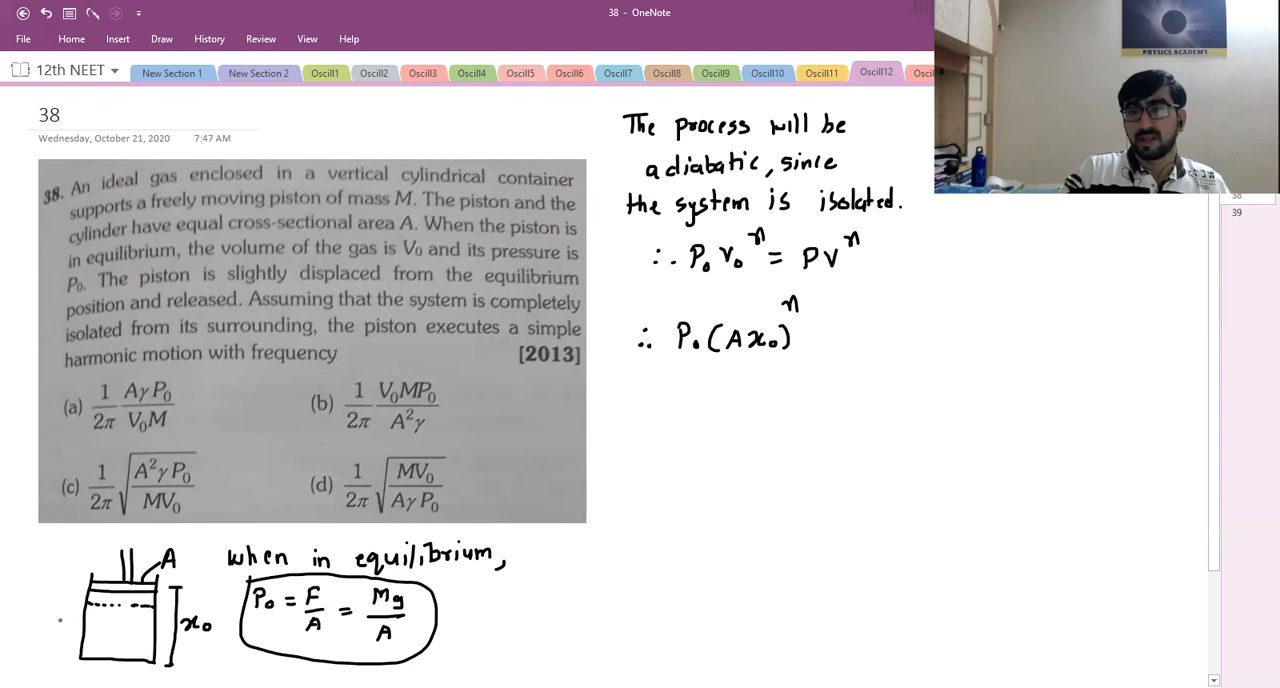 38 - OneNote
File Home Insert Draw History Review View Help
12th NEET New Section 1 New Section 2 Oscill1 Oscill2 Oscill3 Oscill4 Oscill5 Oscill6 Oscill7 Oscill8 Oscill9 Oscill10 Oscill11 Oscill12 Oscil
PHYSICS ACADEMY
38
Wednesday, October 21, 2020 7:47 AM
38. An ideal gas enclosed in a vertical cylindrical container
supports a freely moving piston of mass M. The piston and the
cylinder have equal cross-sectional area A. When the piston is
in equilibrium, the volume of the gas is V₀ and its pressure is
P₀. The piston is slightly displaced from the equilibrium
position and released. Assuming that the system is completely
isolated from its surrounding, the piston executes a simple
harmonic motion with frequency [2013]
(a) 1/2π AγP₀/V₀M (b) 1/2π V₀MP₀/A²γ
(c) 1/2π √(A²γP₀/MV₀) (d) 1/2π √(MV₀/AγP₀)
A
x₀
when in equilibrium,
P₀ = F/A = Mg/A
The process will be
adiabatic, since
the system is isolated.
∴ P₀V₀^γ = PV^γ
∴ P₀(Ax₀)^γ
38
39